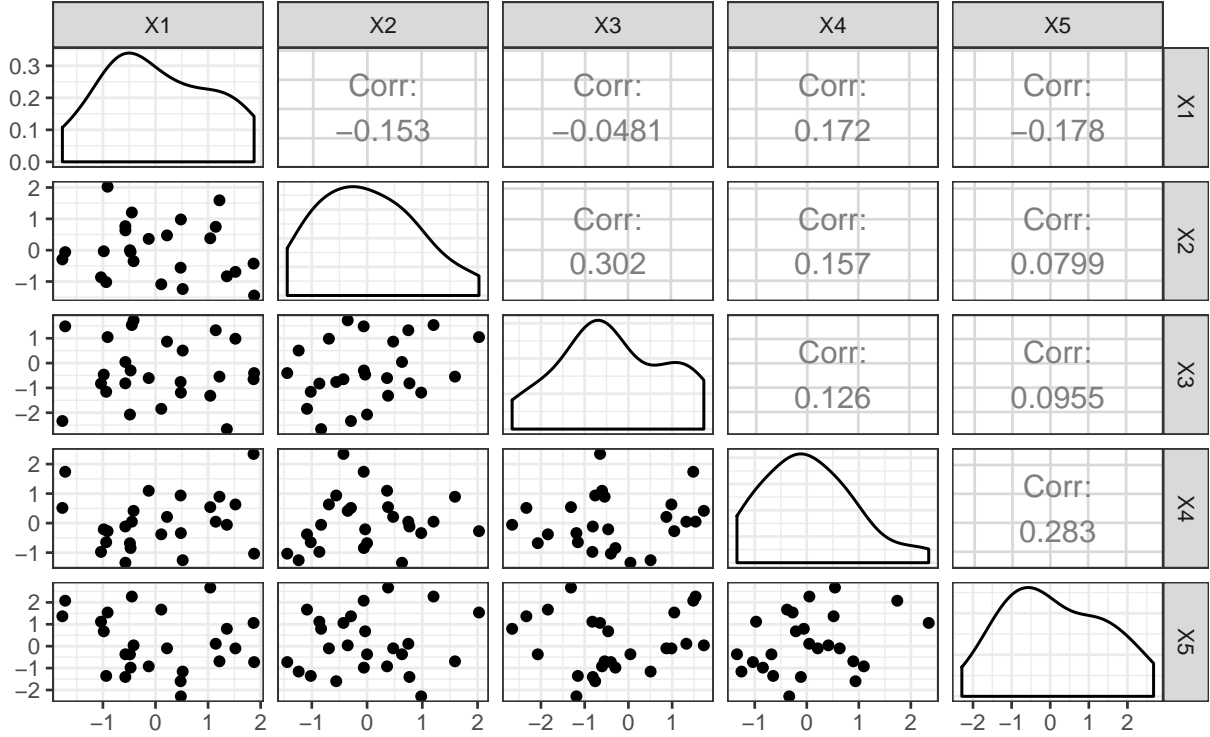 X1 X2 X3 X4 X5
0.3
0.2
0.1
0.0
Corr:
−0.153
Corr:
−0.0481
Corr:
0.172
Corr:
−0.178
X1
2
1
0
−1
Corr:
0.302
Corr:
0.157
Corr:
0.0799
X2
1
0
−1
−2
Corr:
0.126
Corr:
0.0955
X3
2
1
0
−1
Corr:
0.283
X4
2
1
0
−1
−2
X5
−1 0 1 2 −1 0 1 2 −2 −1 0 1 −1 0 1 2 −2 −1 0 1 2